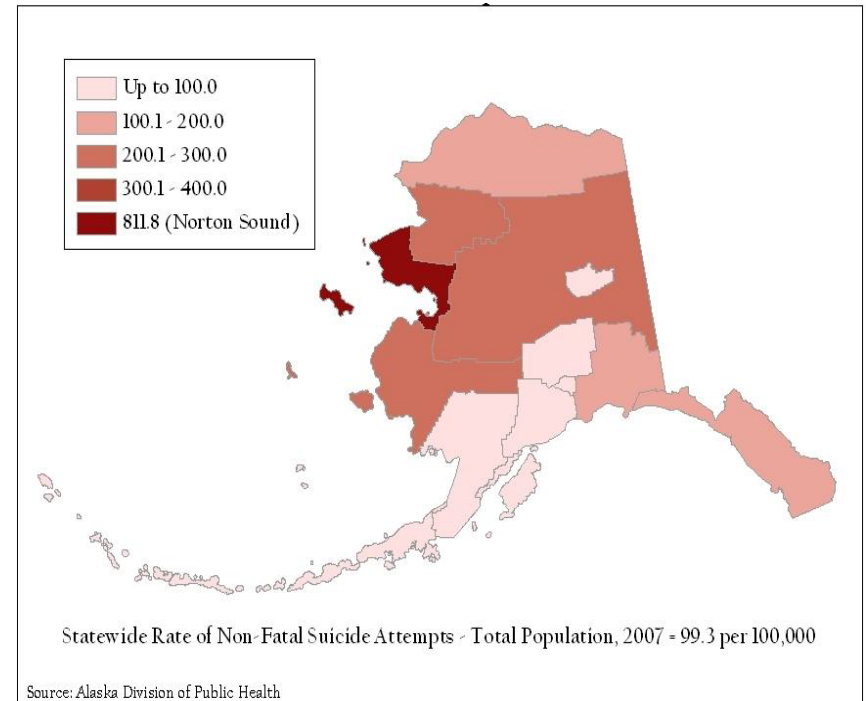 Up to 100.0
100.1 - 200.0
200.1 - 300.0
300.1 - 400.0
811.8 (Norton Sound)
Statewide Rate of Non-Fatal Suicide Attempts - Total Population, 2007 = 99.3 per 100,000
Source: Alaska Division of Public Health